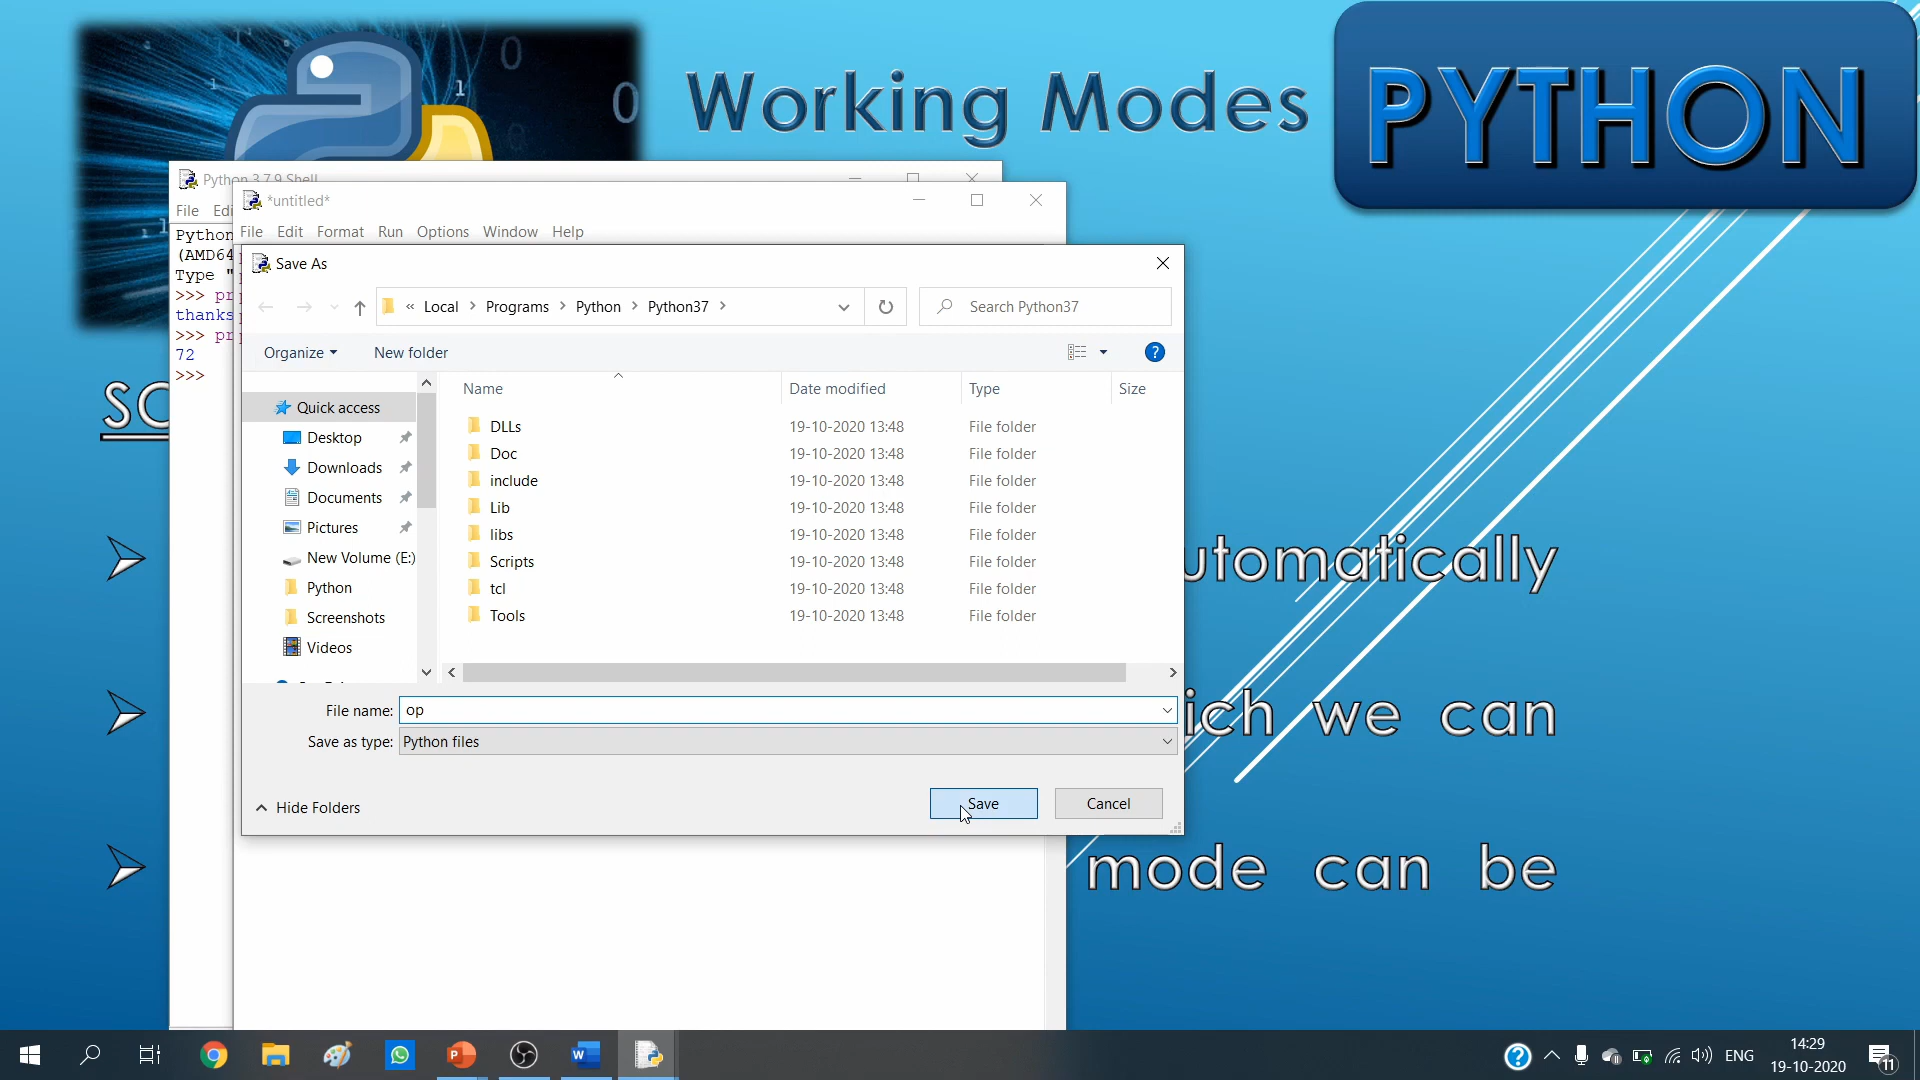 Working Modes
PYTHON
Python 3.7.9 Shell
*untitled*
File Edi
File Edit Format Run Options Window Help
Python
(AMD64
Type "
>>> pr
thanks
>>> pr
72
>>>
Save As
« Local > Programs > Python > Python37 >
Search Python37
Organize
New folder
Name
Date modified
Type
Size
Quick access
Desktop
Downloads
Documents
Pictures
New Volume (E:)
Python
Screenshots
Videos
DLLs 19-10-2020 13:48 File folder
Doc 19-10-2020 13:48 File folder
include 19-10-2020 13:48 File folder
Lib 19-10-2020 13:48 File folder
libs 19-10-2020 13:48 File folder
Scripts 19-10-2020 13:48 File folder
tcl 19-10-2020 13:48 File folder
Tools 19-10-2020 13:48 File folder
File name: op
Save as type: Python files
Hide Folders
Save
Cancel
SC
utomatically
ich we can
mode can be
ENG
14:29
19-10-2020
11